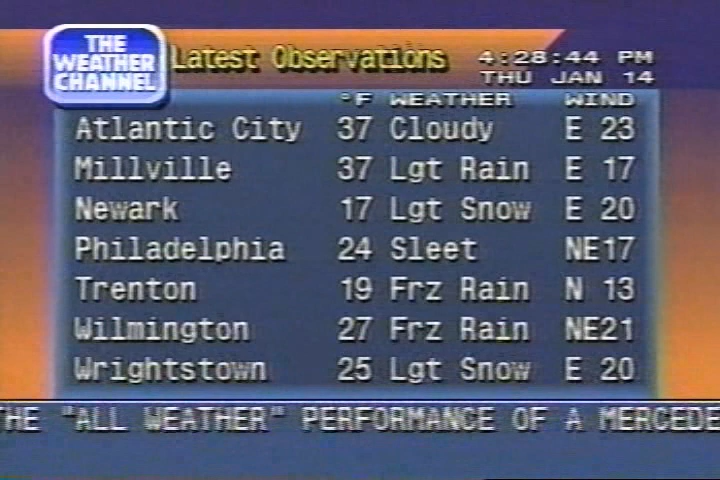 THE
WEATHER
CHANNEL
Latest Observations
4:28:44 PM
THU JAN 14
°F WEATHER WIND
Atlantic City 37 Cloudy E 23
Millville 37 Lgt Rain E 17
Newark 17 Lgt Snow E 20
Philadelphia 24 Sleet NE17
Trenton 19 Frz Rain N 13
Wilmington 27 Frz Rain NE21
Wrightstown 25 Lgt Snow E 20
THE "ALL WEATHER" PERFORMANCE OF A MERCEDE